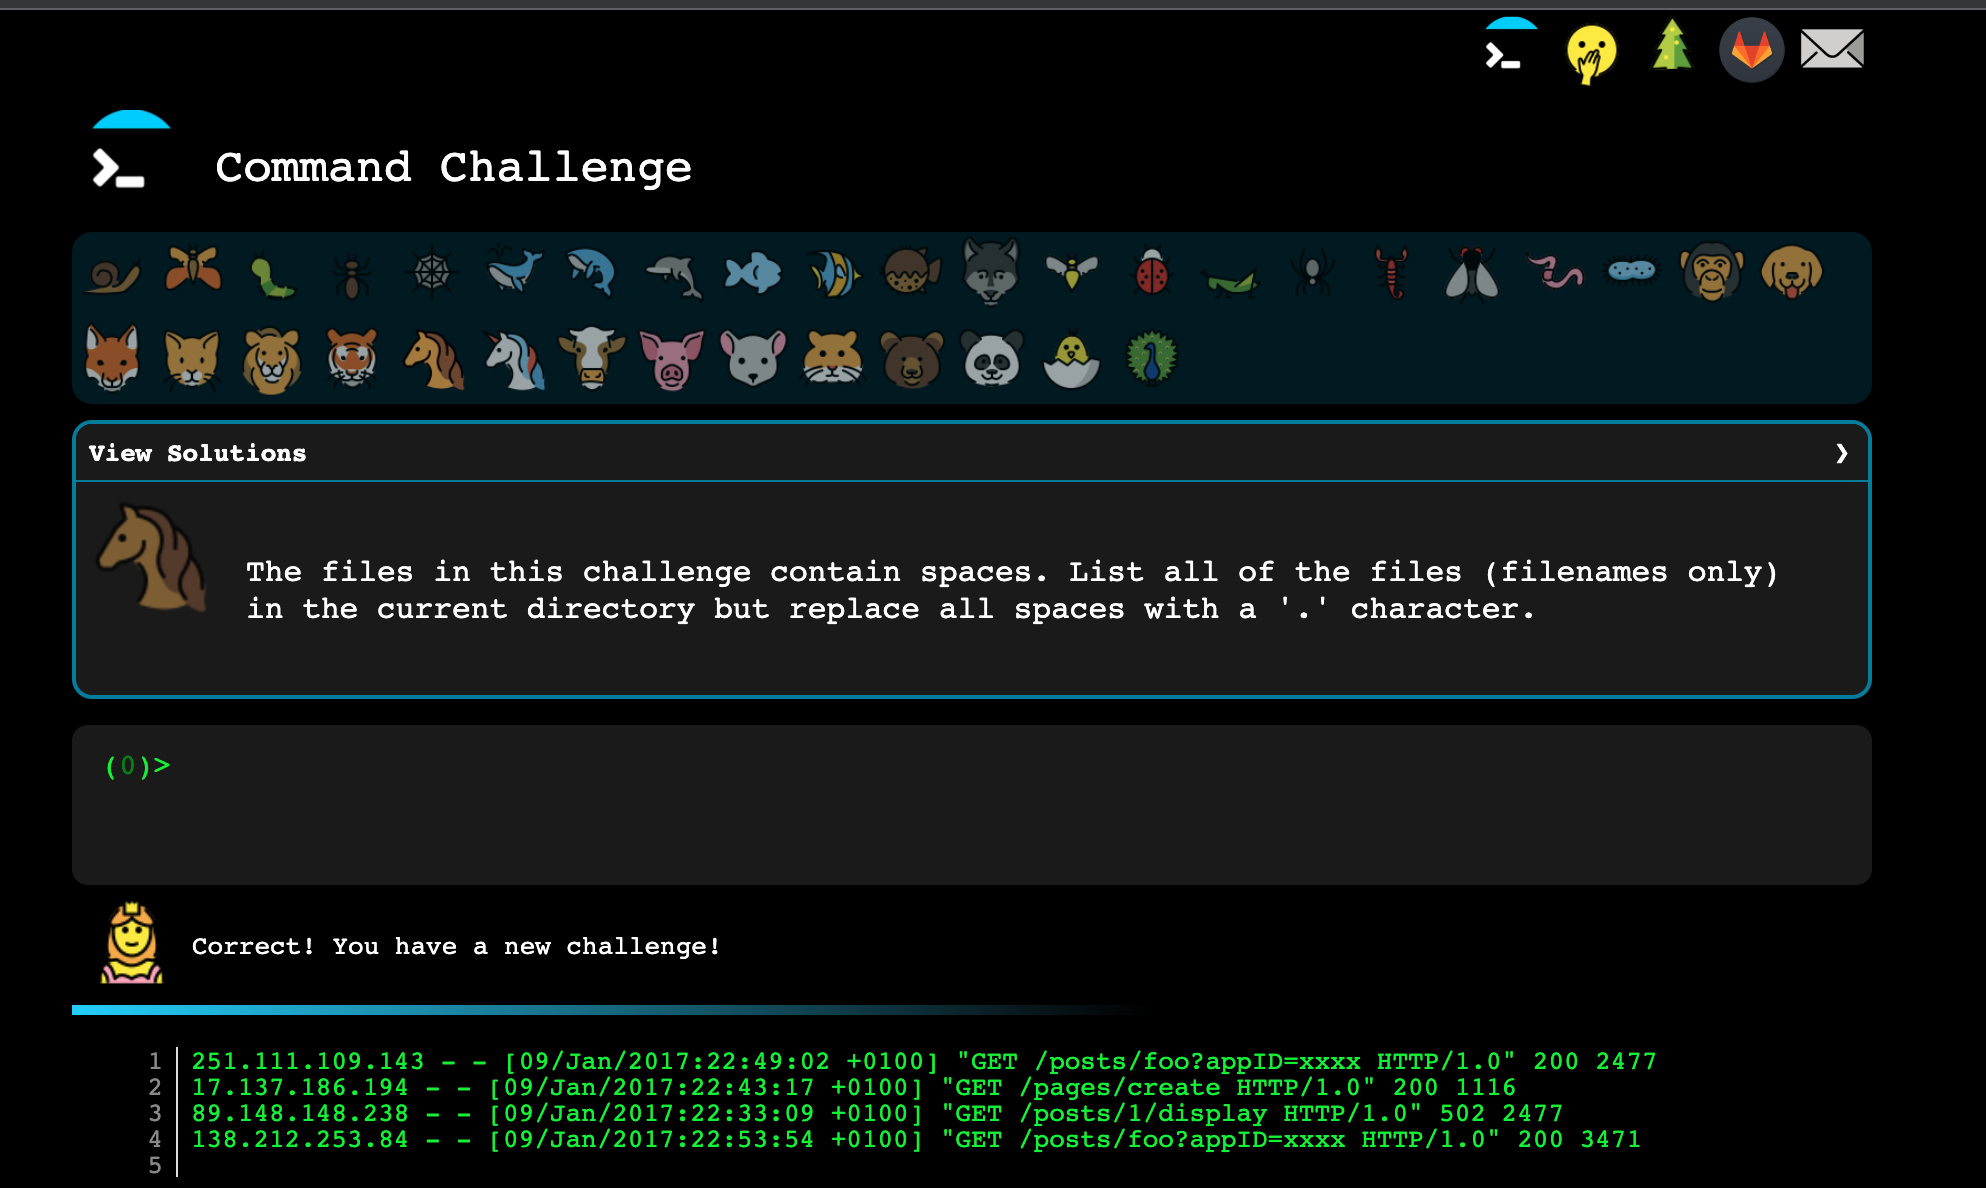 Command Challenge
View Solutions
The files in this challenge contain spaces. List all of the files (filenames only)
in the current directory but replace all spaces with a '.' character.
(0)>
Correct! You have a new challenge!
1 251.111.109.143 - - [09/Jan/2017:22:49:02 +0100] "GET /posts/foo?appID=xxxx HTTP/1.0" 200 2477
2 17.137.186.194 - - [09/Jan/2017:22:43:17 +0100] "GET /pages/create HTTP/1.0" 200 1116
3 89.148.148.238 - - [09/Jan/2017:22:33:09 +0100] "GET /posts/1/display HTTP/1.0" 502 2477
4 138.212.253.84 - - [09/Jan/2017:22:53:54 +0100] "GET /posts/foo?appID=xxxx HTTP/1.0" 200 3471
5